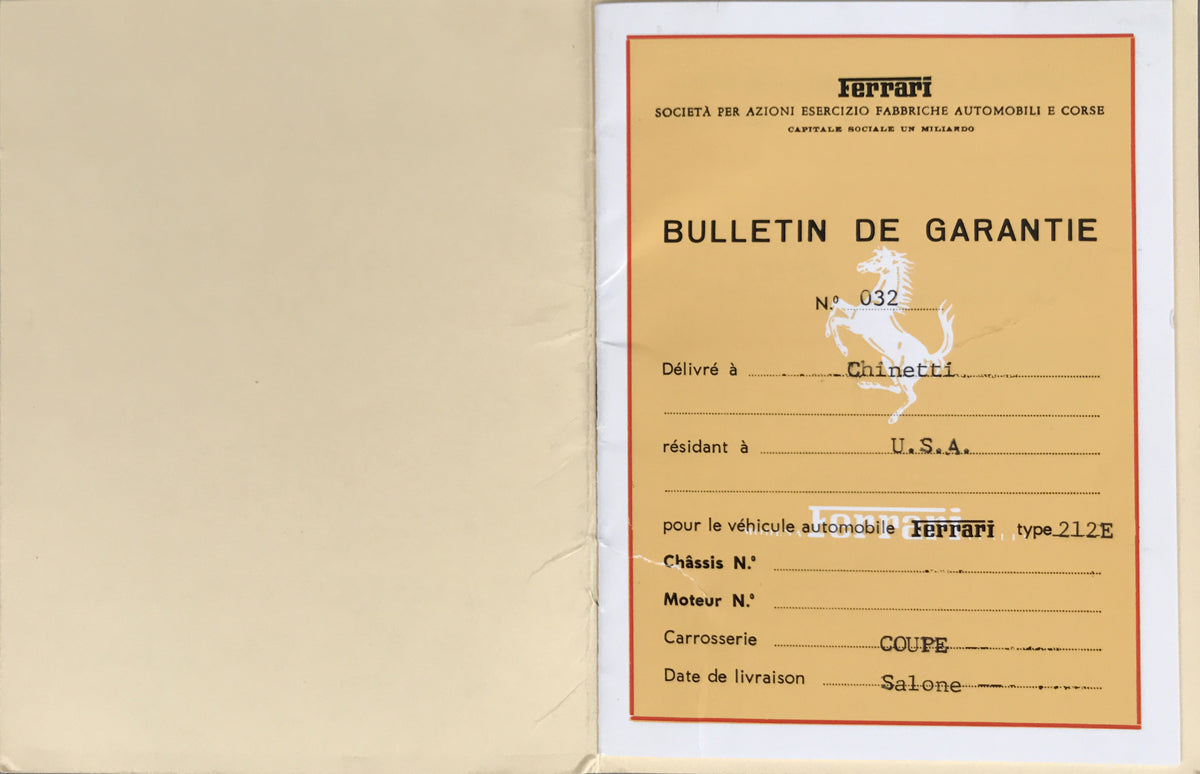 Ferrari
SOCIETÀ PER AZIONI ESERCIZIO FABBRICHE AUTOMOBILI E CORSE
CAPITALE SOCIALE UN MILIARDO
BULLETIN DE GARANTIE
N.º 032
Délivré à Chinetti
résidant à U.S.A.
Ferrari
pour le véhicule automobile Ferrari type 212E
Châssis N.º
Moteur N.º
Carrosserie COUPE
Date de livraison Salone